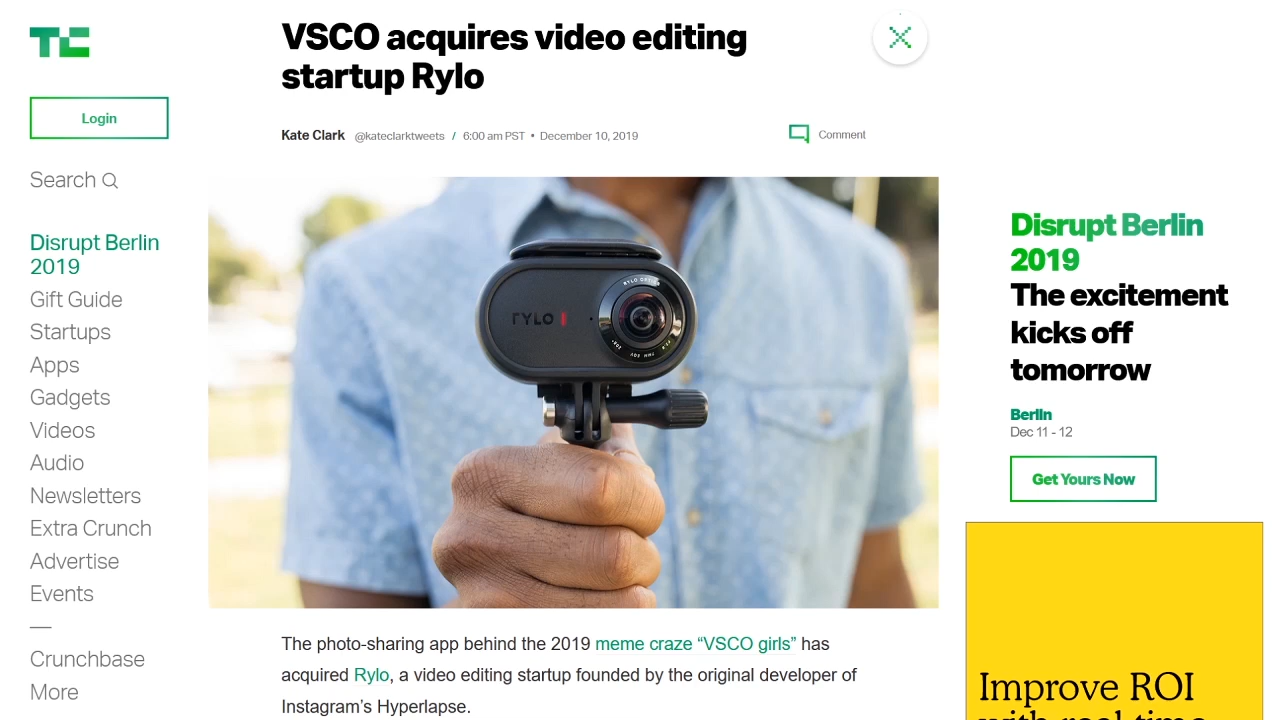 TC
Login
Search
Disrupt Berlin
2019
Gift Guide
Startups
Apps
Gadgets
Videos
Audio
Newsletters
Extra Crunch
Advertise
Events
—
Crunchbase
More
VSCO acquires video editing
startup Rylo
Kate Clark @kateclarktweets / 6:00 am PST • December 10, 2019
Comment
RYLO
The photo-sharing app behind the 2019 meme craze “VSCO girls” has
acquired Rylo, a video editing startup founded by the original developer of
Instagram’s Hyperlapse.
Disrupt Berlin
2019
The excitement
kicks off
tomorrow
Berlin
Dec 11 - 12
Get Yours Now
Improve ROI
with real-time